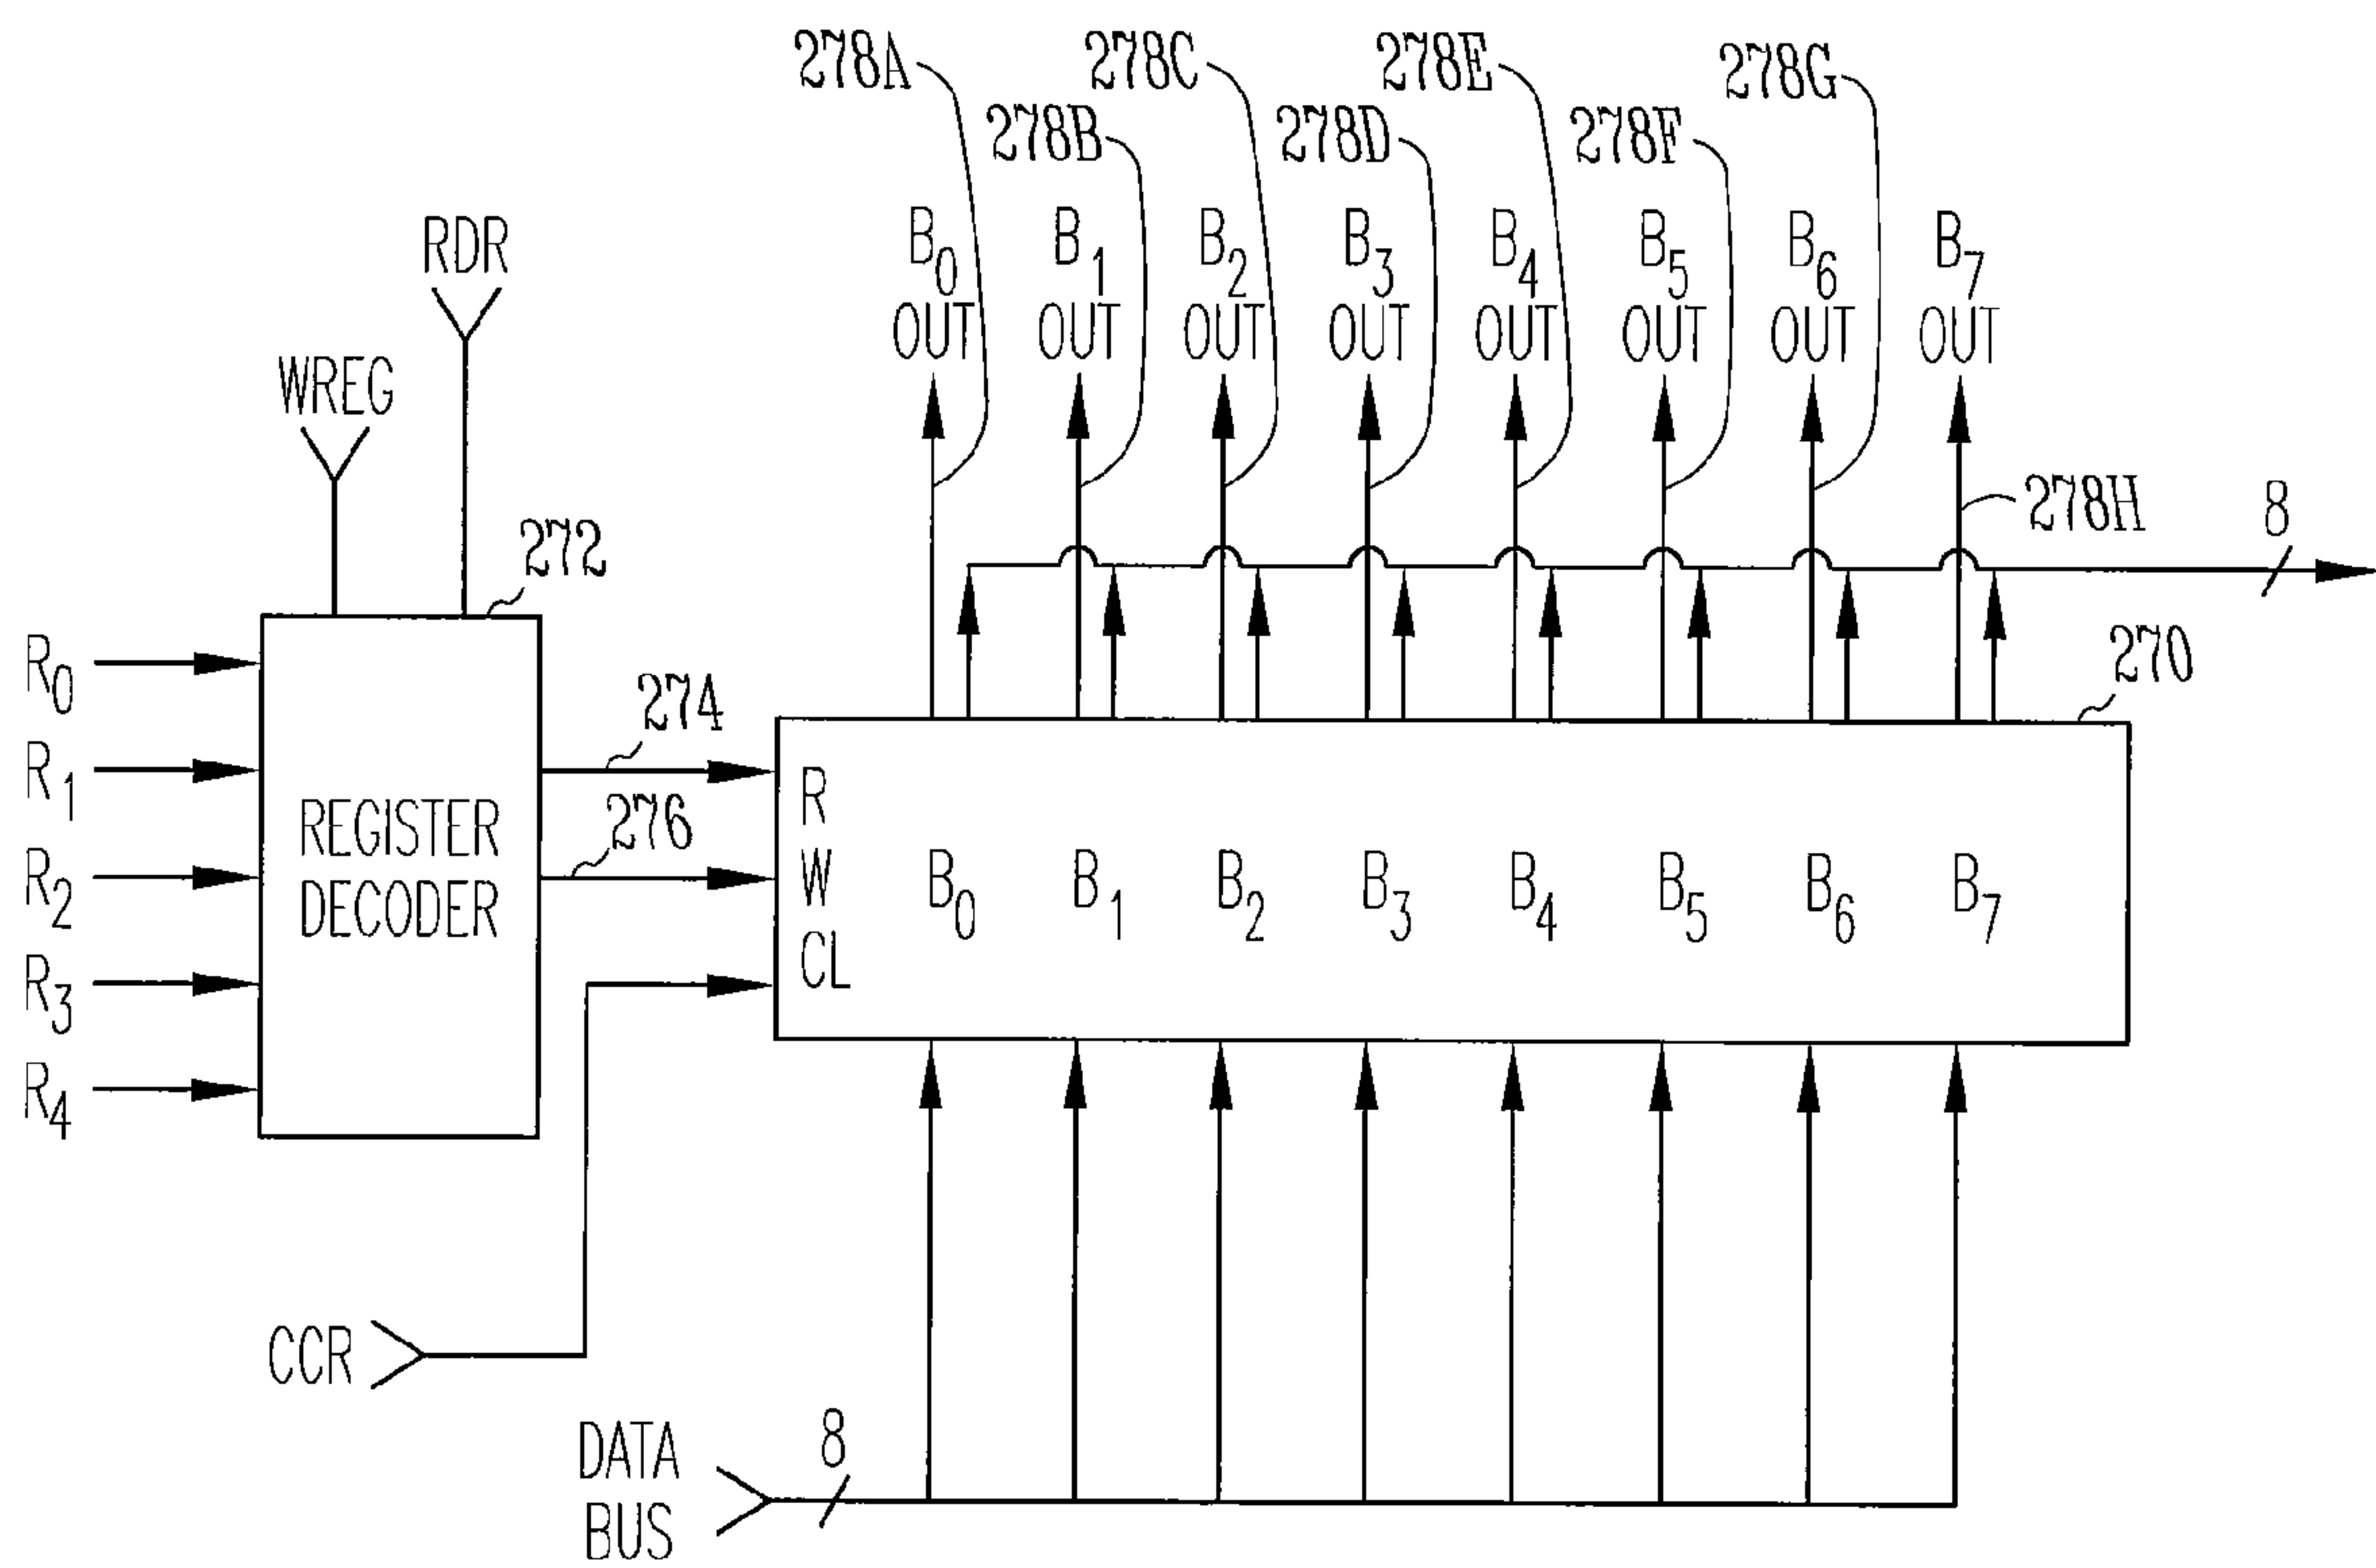 278A 278C 278E 278G
278B 278D 278F
B0 B1 B2 B3 B4 B5 B6 B7
OUT OUT OUT OUT OUT OUT OUT OUT
RDR
WREG
278H
8
272
270
R0
R1
R2
R3
R4
REGISTER
DECODER
274
276
R
W
CL
B0 B1 B2 B3 B4 B5 B6 B7
CCR
DATA
BUS
8